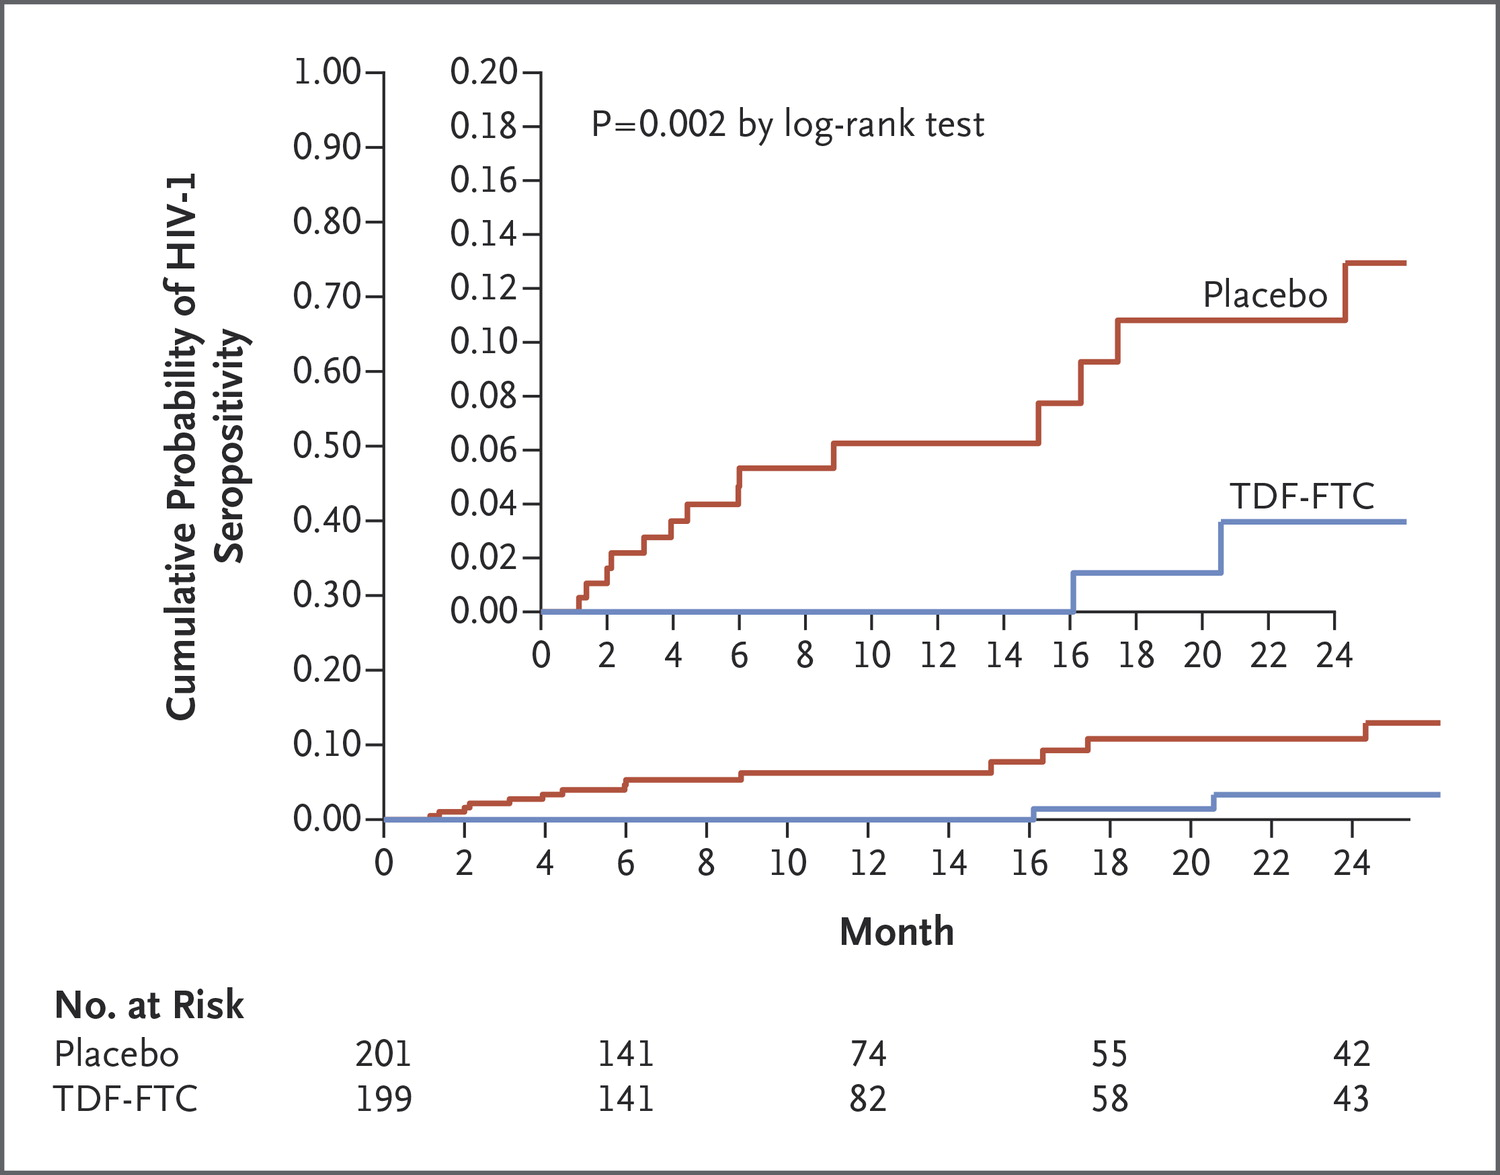 Cumulative Probability of HIV-1
Seropositivity
1.00
0.90
0.80
0.70
0.60
0.50
0.40
0.30
0.20
0.10
0.00
0.20
0.18
0.16
0.14
0.12
0.10
0.08
0.06
0.04
0.02
0.00
P=0.002 by log-rank test
Placebo
TDF-FTC
0 2 4 6 8 10 12 14 16 18 20 22 24
0 2 4 6 8 10 12 14 16 18 20 22 24
Month
No. at Risk
Placebo 201 141 74 55 42
TDF-FTC 199 141 82 58 43